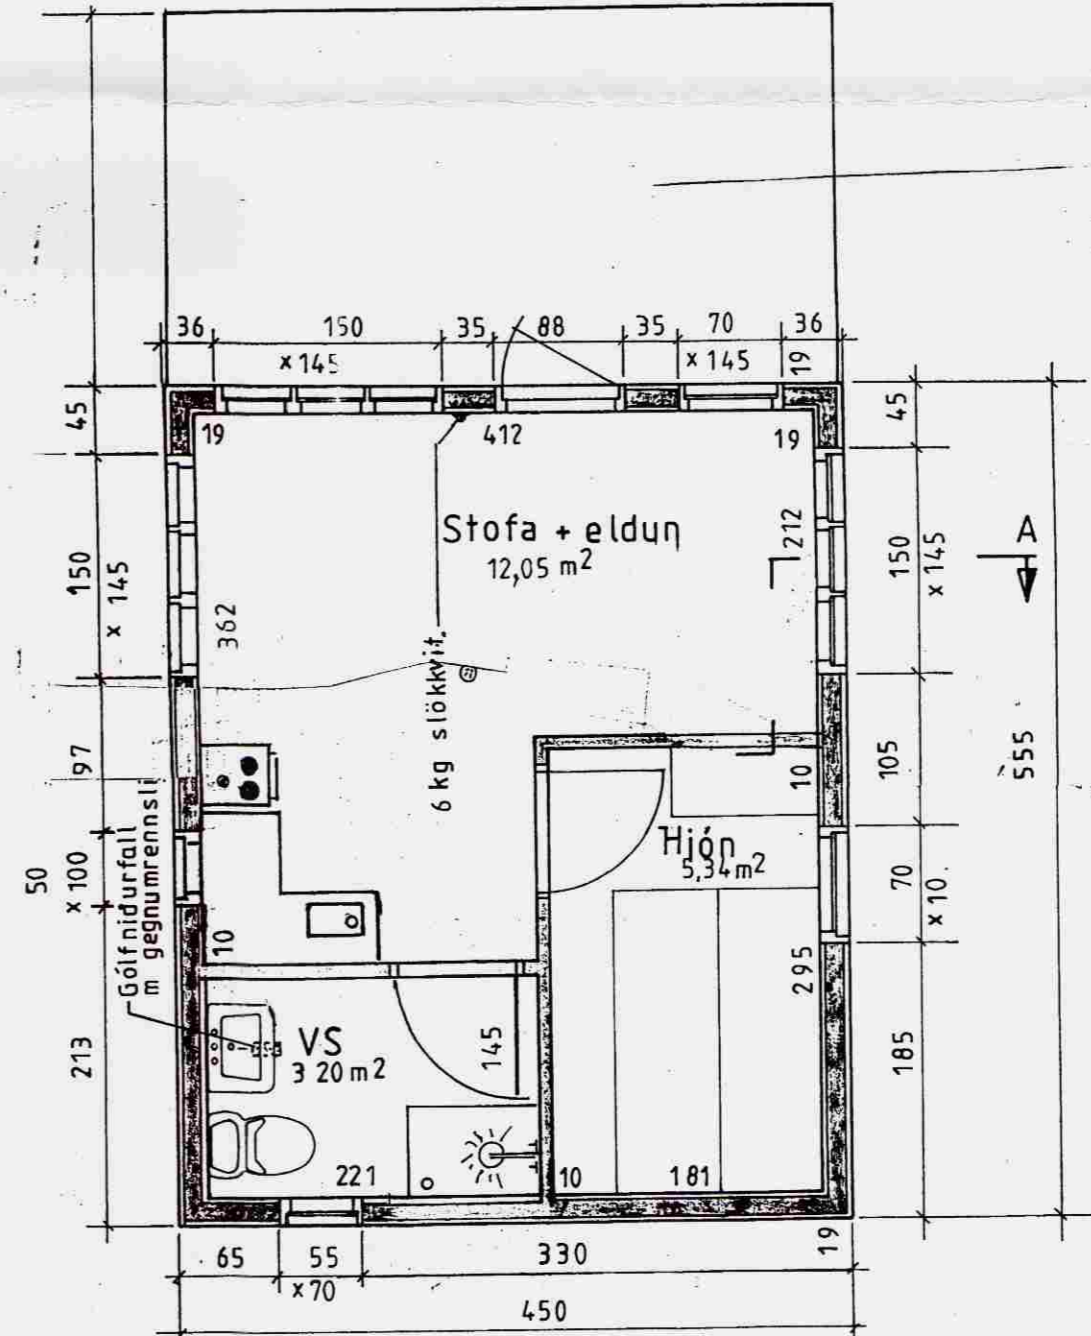 36 150 35 88 35 70 36
× 145 × 145 19
45
45
19 412 19
Stofa + eldun
12,05 m²
212
150
× 145
362
150
× 145
A
6 kg slökkvit.
97
10
105
555
Hjón
5,34 m²
50
× 100
Gólfnidurfall
m gegnumrennsli
10
70
× 10.
295
VS
3 20 m²
145
213
185
221
10
181
65 55 330 19
× 70
450